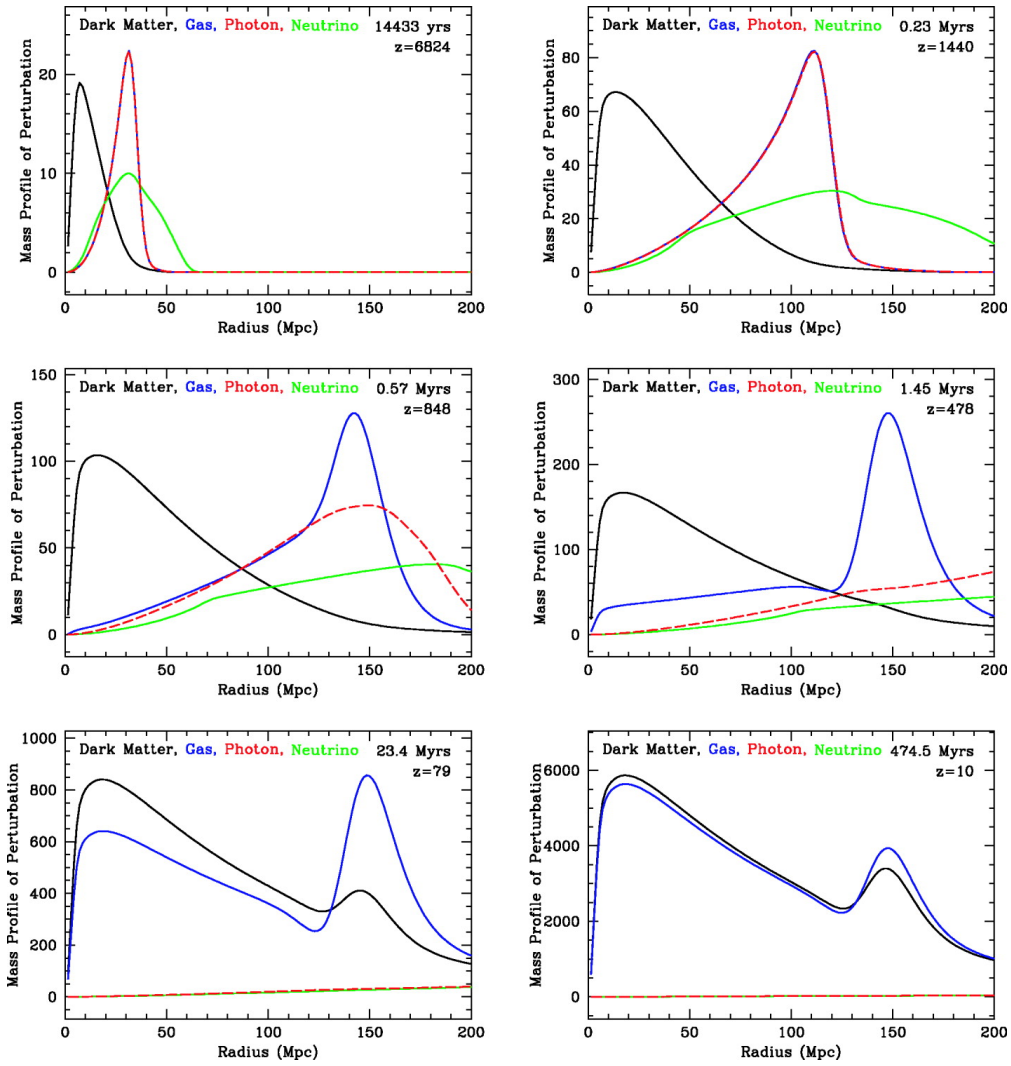 Dark Matter, Gas, Photon, Neutrino 14433 yrs
z=6824
Mass Profile of Perturbation
20
10
0
0 50 100 150 200
Radius (Mpc)
Dark Matter, Gas, Photon, Neutrino 0.23 Myrs
z=1440
Mass Profile of Perturbation
80
60
40
20
0
0 50 100 150 200
Radius (Mpc)
Dark Matter, Gas, Photon, Neutrino 0.57 Myrs
z=848
Mass Profile of Perturbation
150
100
50
0
0 50 100 150 200
Radius (Mpc)
Dark Matter, Gas, Photon, Neutrino 1.45 Myrs
z=478
Mass Profile of Perturbation
300
200
100
0
0 50 100 150 200
Radius (Mpc)
Dark Matter, Gas, Photon, Neutrino 23.4 Myrs
z=79
Mass Profile of Perturbation
1000
800
600
400
200
0
0 50 100 150 200
Radius (Mpc)
Dark Matter, Gas, Photon, Neutrino 474.5 Myrs
z=10
Mass Profile of Perturbation
6000
4000
2000
0
0 50 100 150 200
Radius (Mpc)